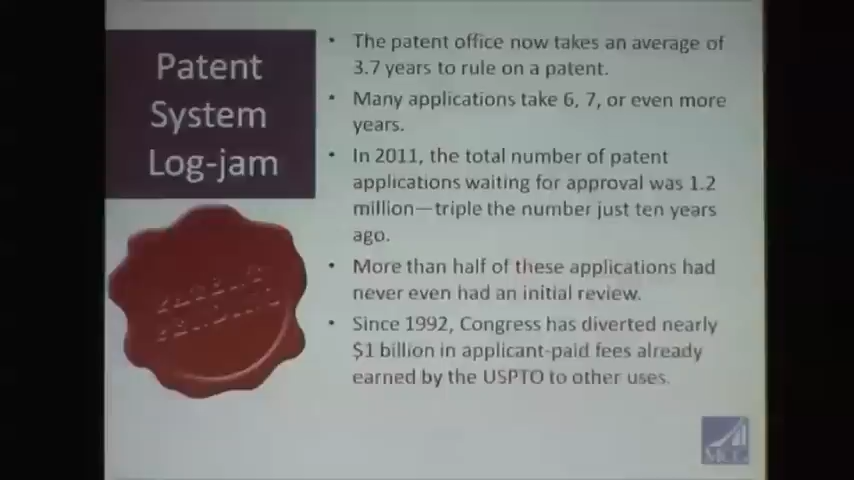 Patent
System
Log-jam
• The patent office now takes an average of
3.7 years to rule on a patent.
• Many applications take 6, 7, or even more
years.
• In 2011, the total number of patent
applications waiting for approval was 1.2
million—triple the number just ten years
ago.
• More than half of these applications had
never even had an initial review.
• Since 1992, Congress has diverted nearly
$1 billion in applicant-paid fees already
earned by the USPTO to other uses.
PATENT
PENDING